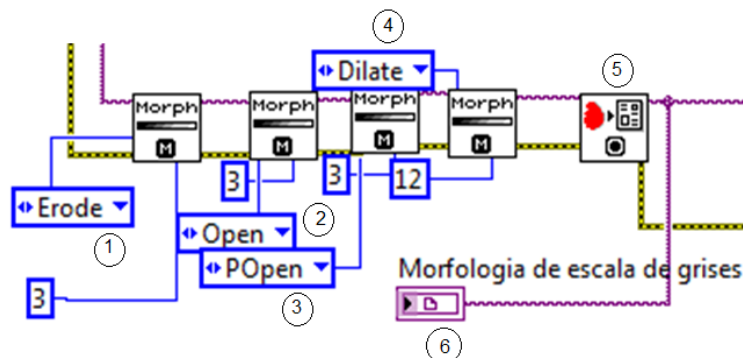 4
Dilate
5
Morph
Morph
Morph
Morph
M
M
M
M
3
3
12
Erode
2
Open
1
POpen
Morfologia de escala de grises
3
3
6